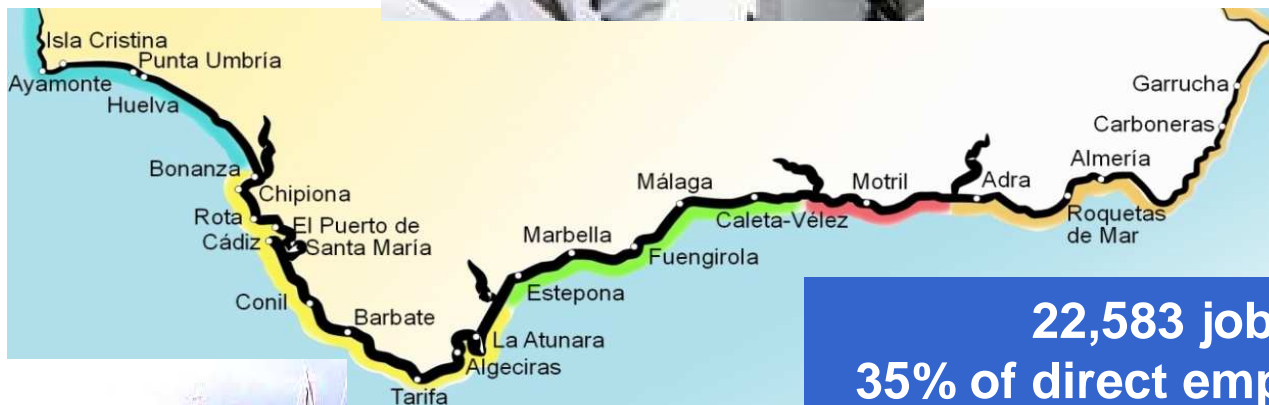 Isla Cristina
Punta Umbría
Ayamonte
Huelva
Bonanza
Chipiona
Rota
El Puerto de
Santa María
Cádiz
Conil
Barbate
Tarifa
Algeciras
La Atunara
Estepona
Marbella
Fuengirola
Málaga
Caleta-Vélez
Motril
Adra
Roquetas
de Mar
Almería
Carboneras
Garrucha
22,583 job
35% of direct emp